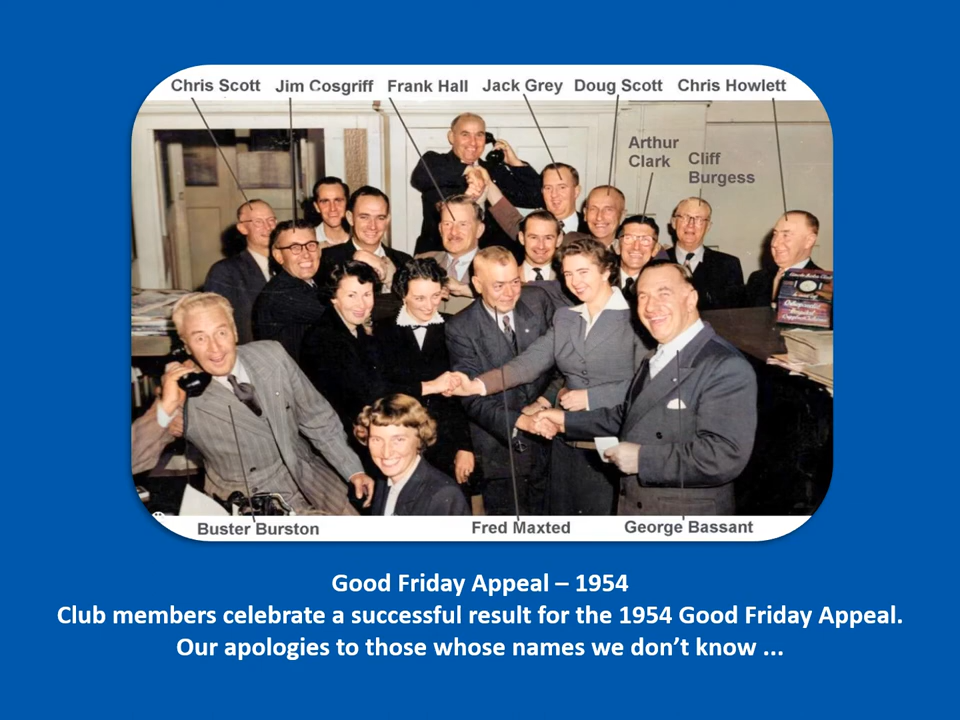 Chris Scott Jim Cosgriff Frank Hall Jack Grey Doug Scott Chris Howlett
Arthur
Clark
Cliff
Burgess
Buster Burston Fred Maxted George Bassant
Good Friday Appeal – 1954
Club members celebrate a successful result for the 1954 Good Friday Appeal.
Our apologies to those whose names we don’t know ...